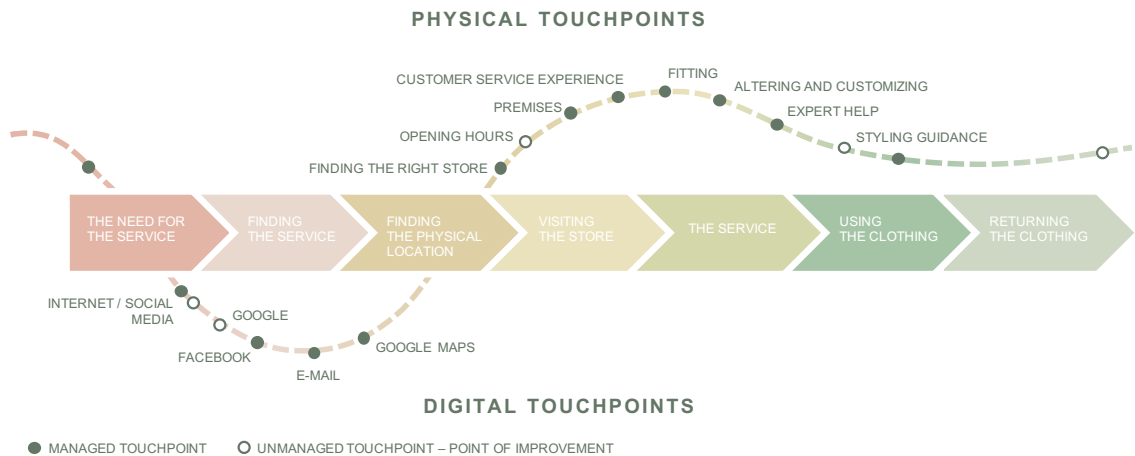 PHYSICAL TOUCHPOINTS
FITTING
CUSTOMER SERVICE EXPERIENCE
ALTERING AND CUSTOMIZING
PREMISES
EXPERT HELP
OPENING HOURS
STYLING GUIDANCE
FINDING THE RIGHT STORE
THE NEED FOR
THE SERVICE
FINDING
THE SERVICE
FINDING
THE PHYSICAL
LOCATION
VISITING
THE STORE
THE SERVICE
USING
THE CLOTHING
RETURNING
THE CLOTHING
INTERNET / SOCIAL
MEDIA
GOOGLE
FACEBOOK
GOOGLE MAPS
E-MAIL
DIGITAL TOUCHPOINTS
MANAGED TOUCHPOINT
UNMANAGED TOUCHPOINT – POINT OF IMPROVEMENT